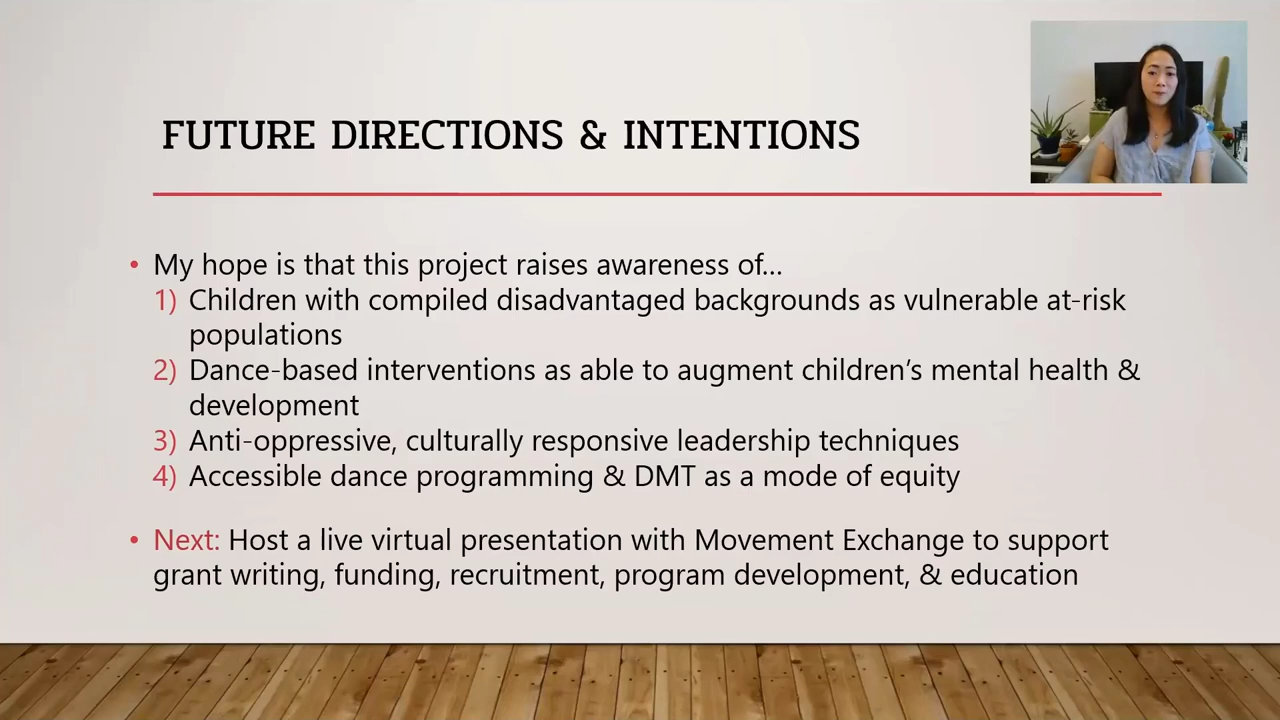 FUTURE DIRECTIONS & INTENTIONS
• My hope is that this project raises awareness of...
1) Children with compiled disadvantaged backgrounds as vulnerable at-risk
populations
2) Dance-based interventions as able to augment children’s mental health &
development
3) Anti-oppressive, culturally responsive leadership techniques
4) Accessible dance programming & DMT as a mode of equity
• Next: Host a live virtual presentation with Movement Exchange to support
grant writing, funding, recruitment, program development, & education